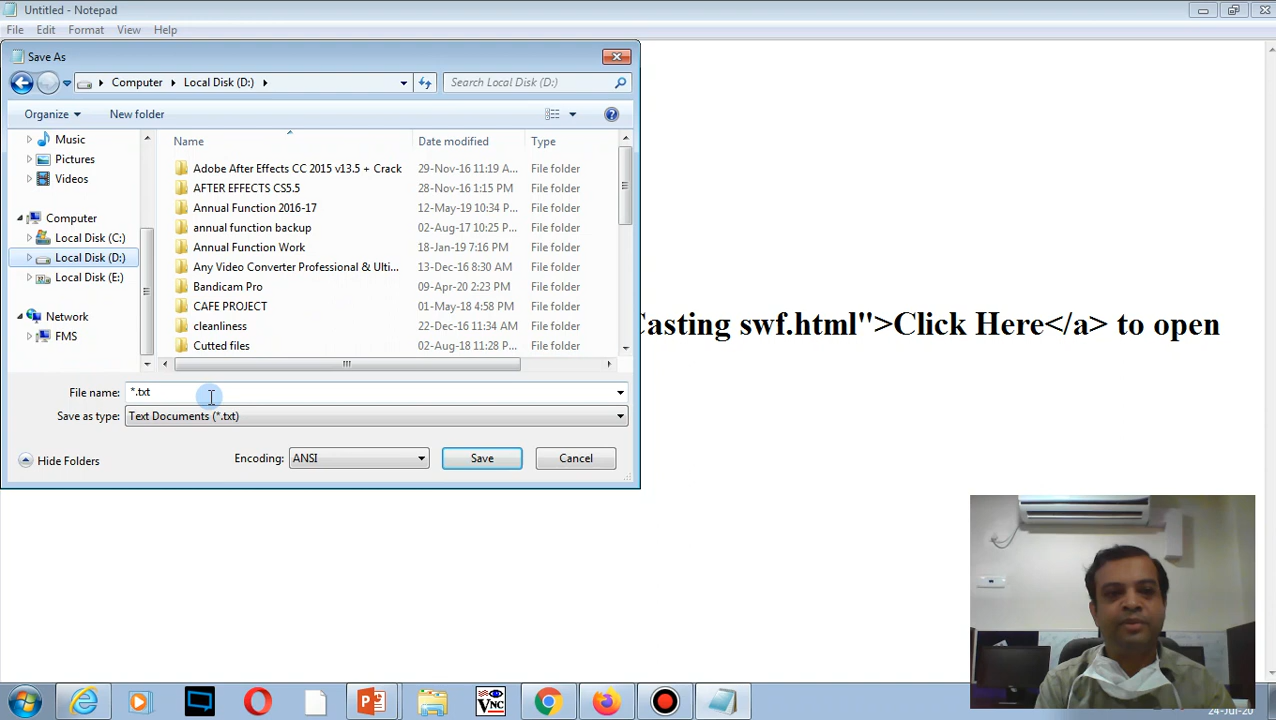 Untitled - Notepad
File Edit Format View Help
Save As
Computer Local Disk (D:)
Search Local Disk (D:)
Organize New folder
Name Date modified Type
Music
Pictures
Videos
Computer
Local Disk (C:)
Local Disk (D:)
Local Disk (E:)
Network
FMS
Adobe After Effects CC 2015 v13.5 + Crack 29-Nov-16 11:19 A... File folder
AFTER EFFECTS CS5.5 28-Nov-16 1:15 PM File folder
Annual Function 2016-17 12-May-19 10:34 P... File folder
annual function backup 02-Aug-17 10:25 P... File folder
Annual Function Work 18-Jan-19 7:16 PM File folder
Any Video Converter Professional & Ulti... 13-Dec-16 8:30 AM File folder
Bandicam Pro 09-Apr-20 2:23 PM File folder
CAFE PROJECT 01-May-18 4:58 PM File folder
cleanliness 22-Dec-16 11:34 AM File folder
Cutted files 02-Aug-18 11:28 P... File folder
Casting swf.html">Click Here</a> to open
File name: *.txt
Save as type: Text Documents (*.txt)
Hide Folders
Encoding: ANSI
Save Cancel
VNC
24-Jul-20